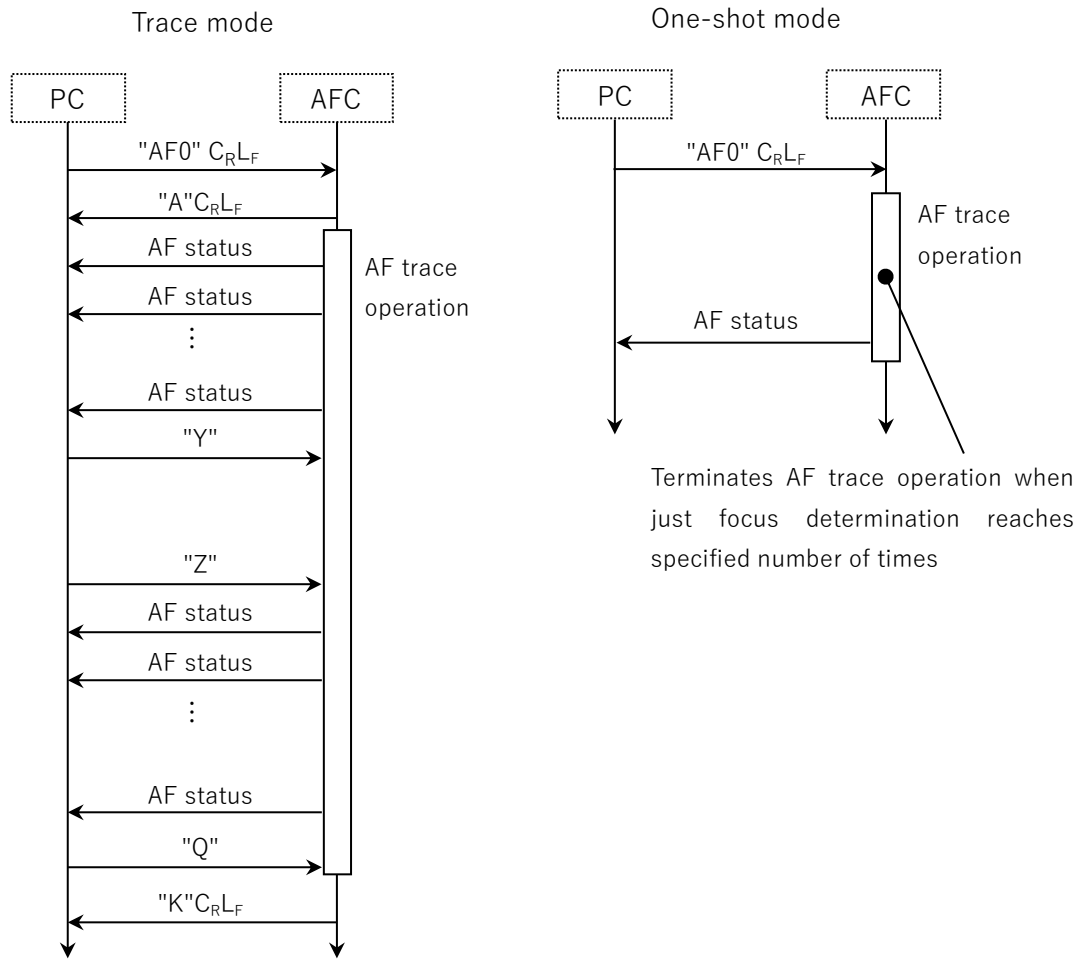 Trace mode
PC
AFC
"AF0" CRLF
"A"CRLF
AF status
AF trace
operation
AF status
⋮
AF status
"Y"
"Z"
AF status
AF status
⋮
AF status
"Q"
"K"CRLF
One-shot mode
PC
AFC
"AF0" CRLF
AF trace
operation
AF status
Terminates AF trace operation when
just focus determination reaches
specified number of times